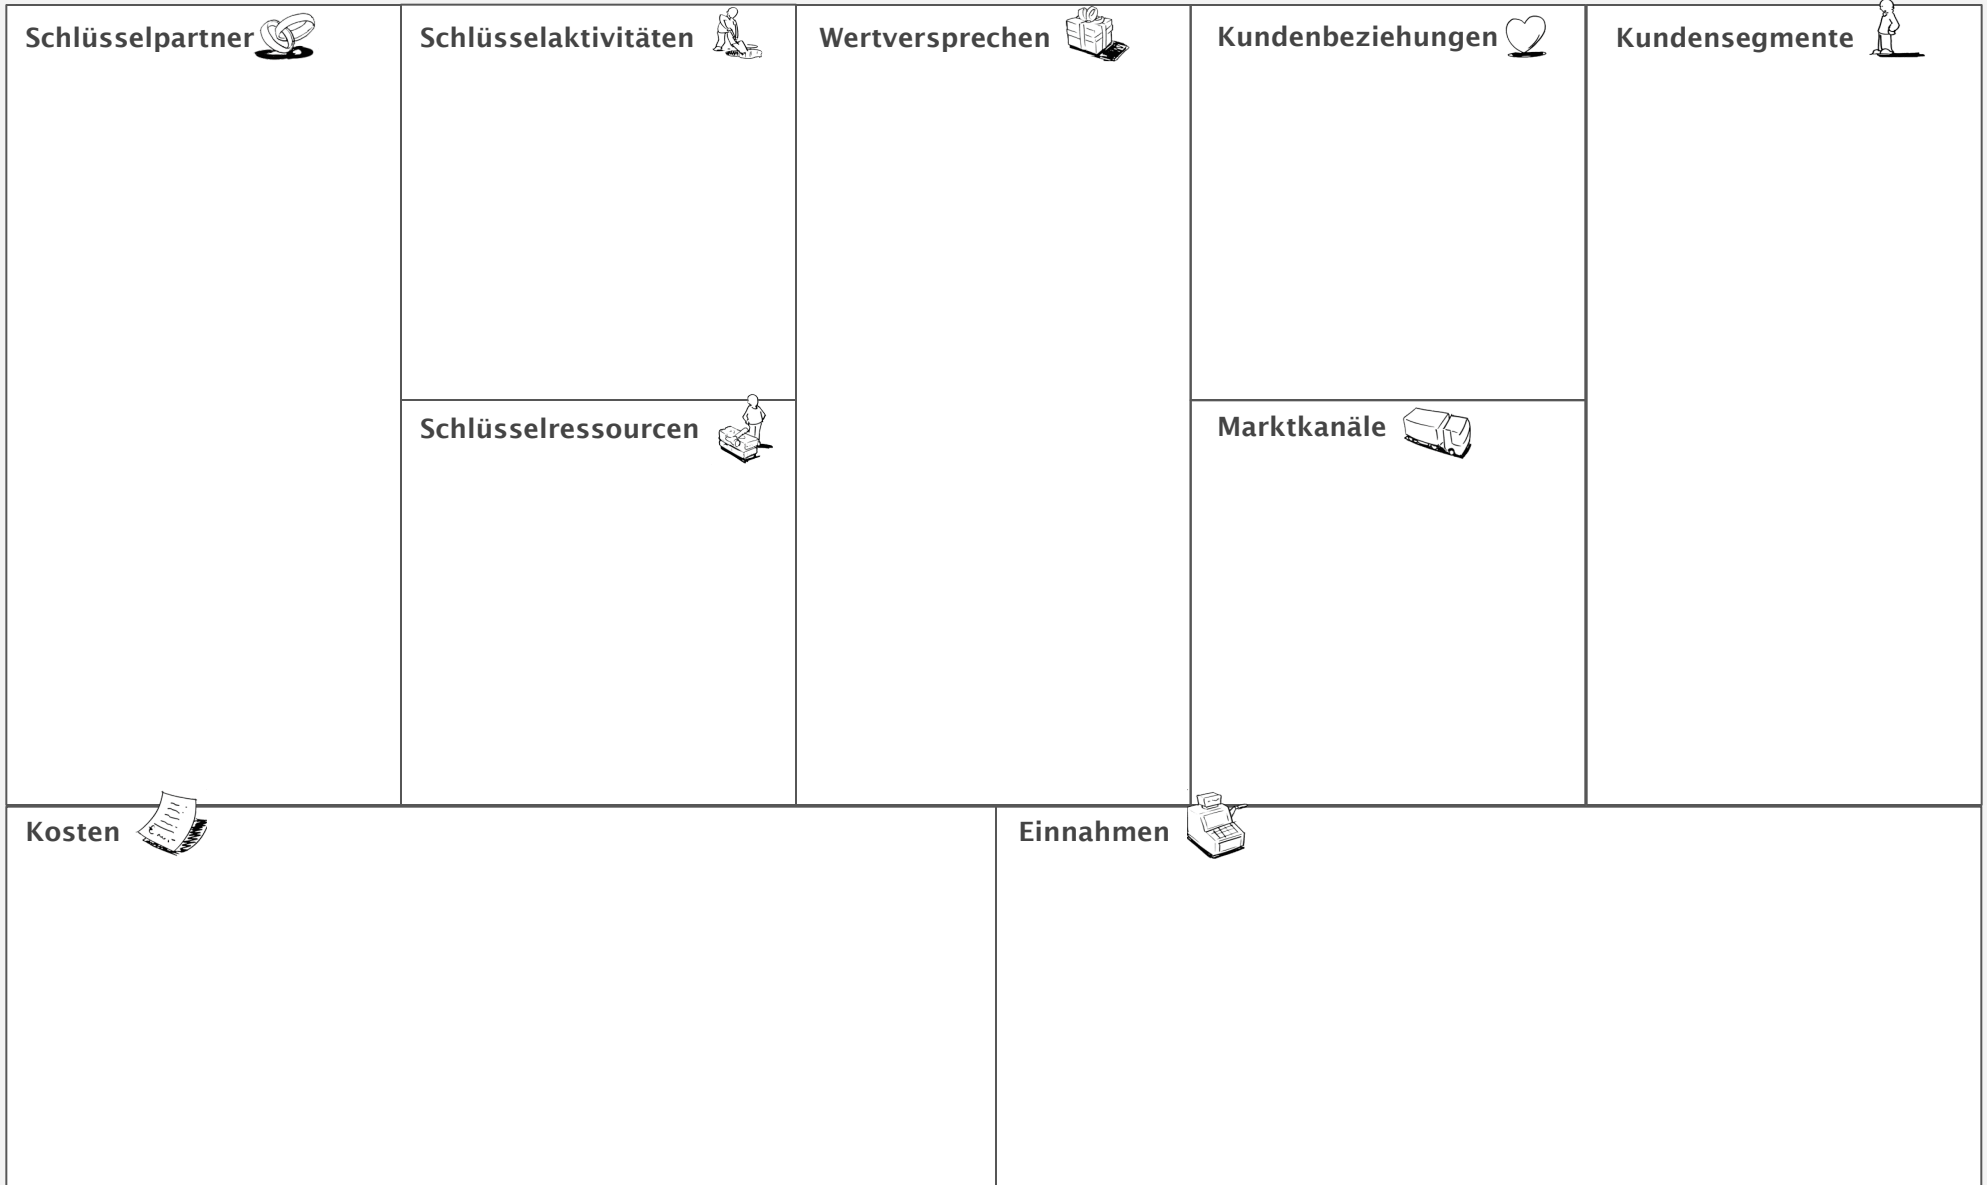 Schlüsselpartner
Schlüsselaktivitäten
Wertversprechen
Kundenbeziehungen
Kundensegmente
Schlüsselressourcen
Marktkanäle
Kosten
Einnahmen